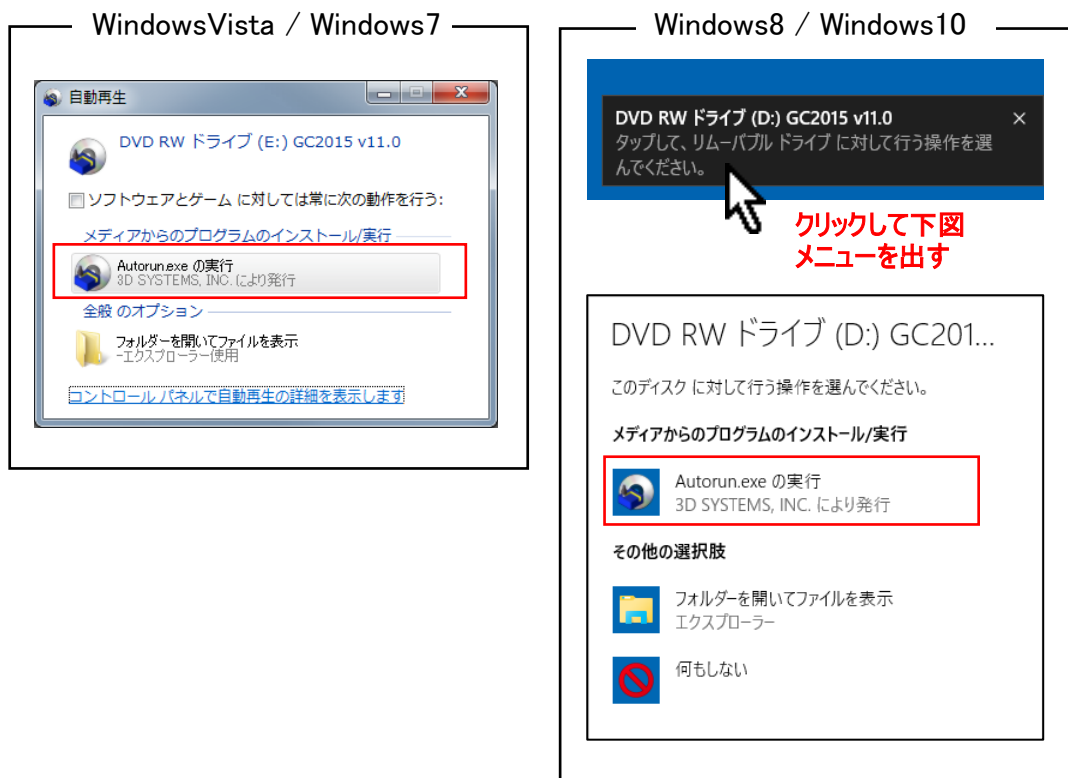 WindowsVista / Windows7
自動再生
DVD RW ドライブ (E:) GC2015 v11.0
ソフトウェアとゲーム に対しては常に次の動作を行う:
メディアからのプログラムのインストール/実行
Autorun.exe の実行
3D SYSTEMS, INC. により発行
全般 のオプション
フォルダーを開いてファイルを表示
-エクスプローラー使用
コントロール パネルで自動再生の詳細を表示します
Windows8 / Windows10
DVD RW ドライブ (D:) GC2015 v11.0
タップして、リムーバブル ドライブ に対して行う操作を選
んでください。
クリックして下図
メニューを出す
DVD RW ドライブ (D:) GC201...
このディスク に対して行う操作を選んでください。
メディアからのプログラムのインストール/実行
Autorun.exe の実行
3D SYSTEMS, INC. により発行
その他の選択肢
フォルダーを開いてファイルを表示
エクスプローラー
何もしない